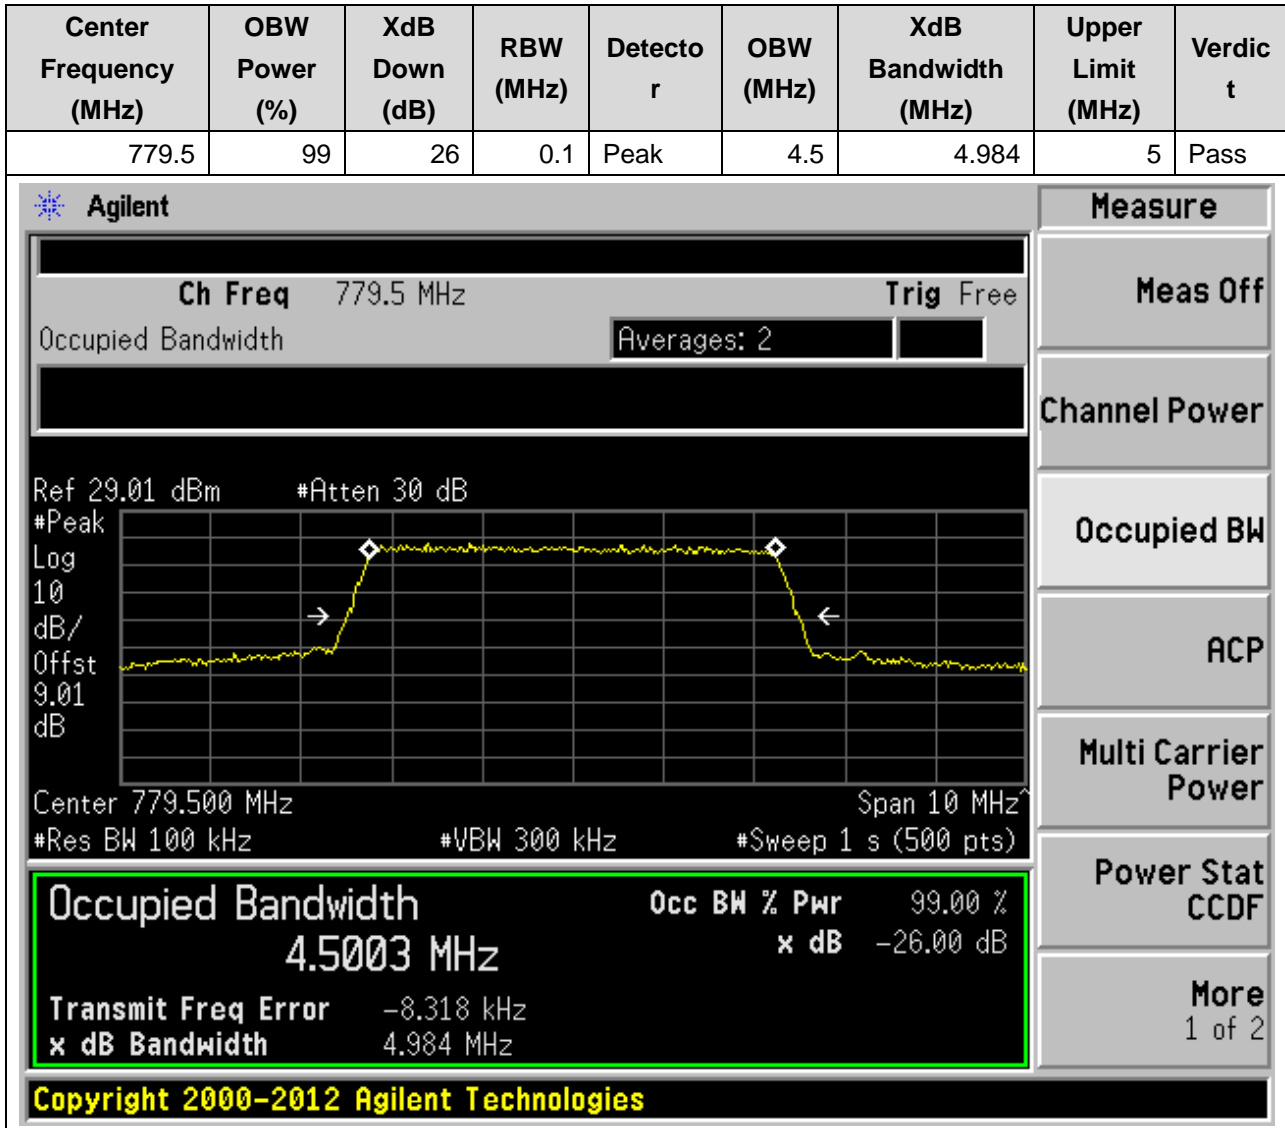 Center Frequency (MHz) OBW Power (%) XdB Down (dB) RBW (MHz) Detector OBW (MHz) XdB Bandwidth (MHz) Upper Limit (MHz) Verdict
779.5 99 26 0.1 Peak 4.5 4.984 5 Pass
Agilent
Measure
Ch Freq 779.5 MHz Trig Free
Meas Off
Occupied Bandwidth Averages: 2
Channel Power
Ref 29.01 dBm #Atten 30 dB
#Peak
Log
10
dB/
Offst
9.01
dB
Occupied BW
ACP
Multi Carrier
Power
Center 779.500 MHz Span 10 MHz^
#Res BW 100 kHz #VBW 300 kHz #Sweep 1 s (500 pts)
Power Stat
CCDF
Occupied Bandwidth Occ BW % Pwr 99.00 %
4.5003 MHz x dB -26.00 dB
Transmit Freq Error -8.318 kHz
x dB Bandwidth 4.984 MHz
More
1 of 2
Copyright 2000-2012 Agilent Technologies